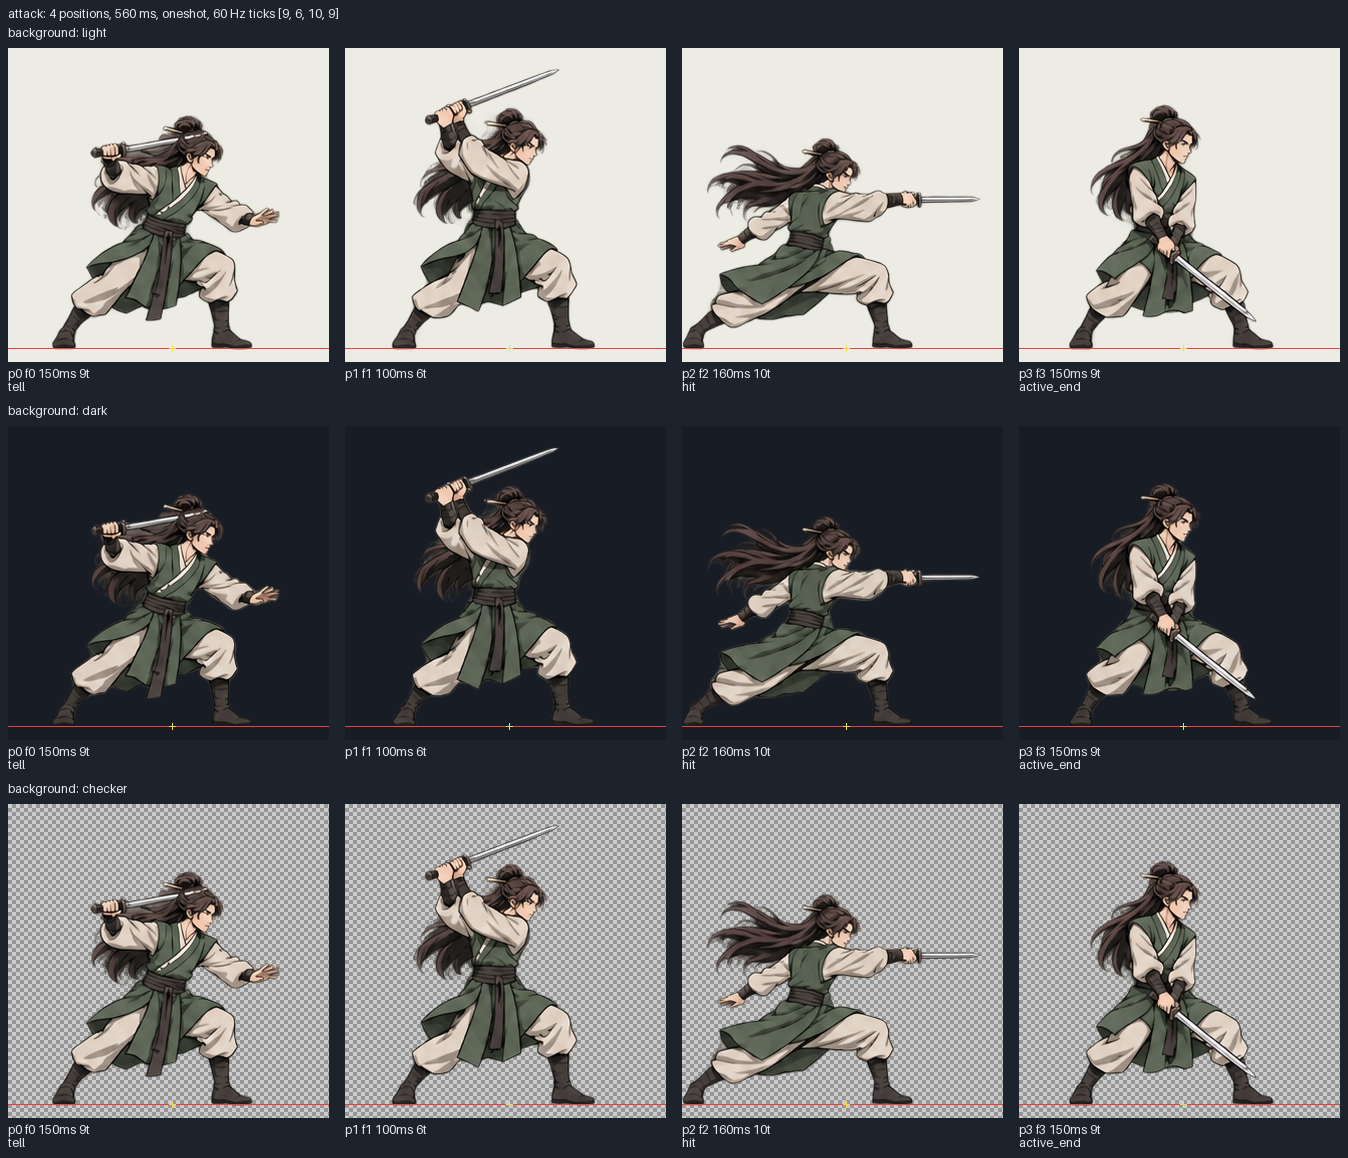 attack: 4 positions, 560 ms, oneshot, 60 Hz ticks [9, 6, 10, 9]
background: light
p0 f0 150ms 9t
tell
p1 f1 100ms 6t
p2 f2 160ms 10t
hit
p3 f3 150ms 9t
active_end
background: dark
p0 f0 150ms 9t
tell
p1 f1 100ms 6t
p2 f2 160ms 10t
hit
p3 f3 150ms 9t
active_end
background: checker
p0 f0 150ms 9t
tell
p1 f1 100ms 6t
p2 f2 160ms 10t
hit
p3 f3 150ms 9t
active_end